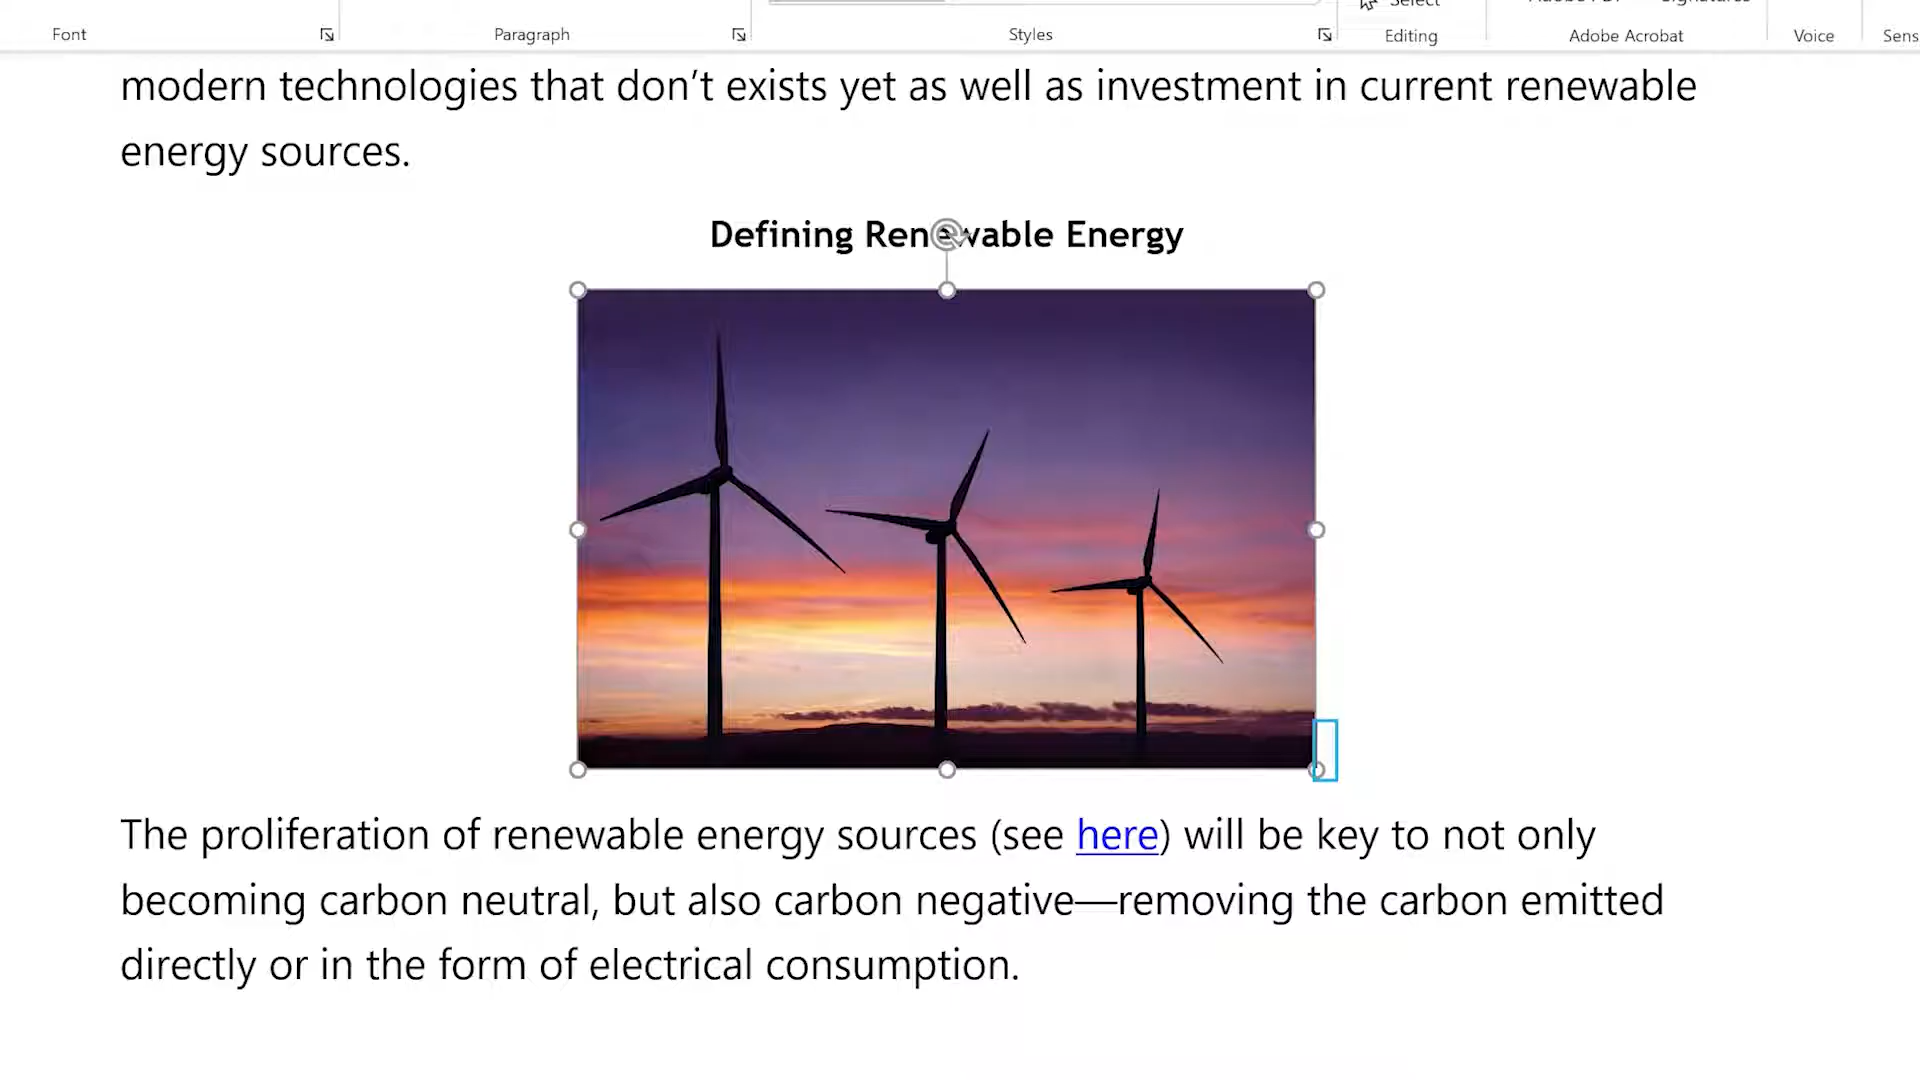 Select
Font
Paragraph
Styles
Editing
Adobe Acrobat
Voice
modern technologies that don’t exists yet as well as investment in current renewable
energy sources.
Defining Renewable Energy
The proliferation of renewable energy sources (see here) will be key to not only
becoming carbon neutral, but also carbon negative—removing the carbon emitted
directly or in the form of electrical consumption.